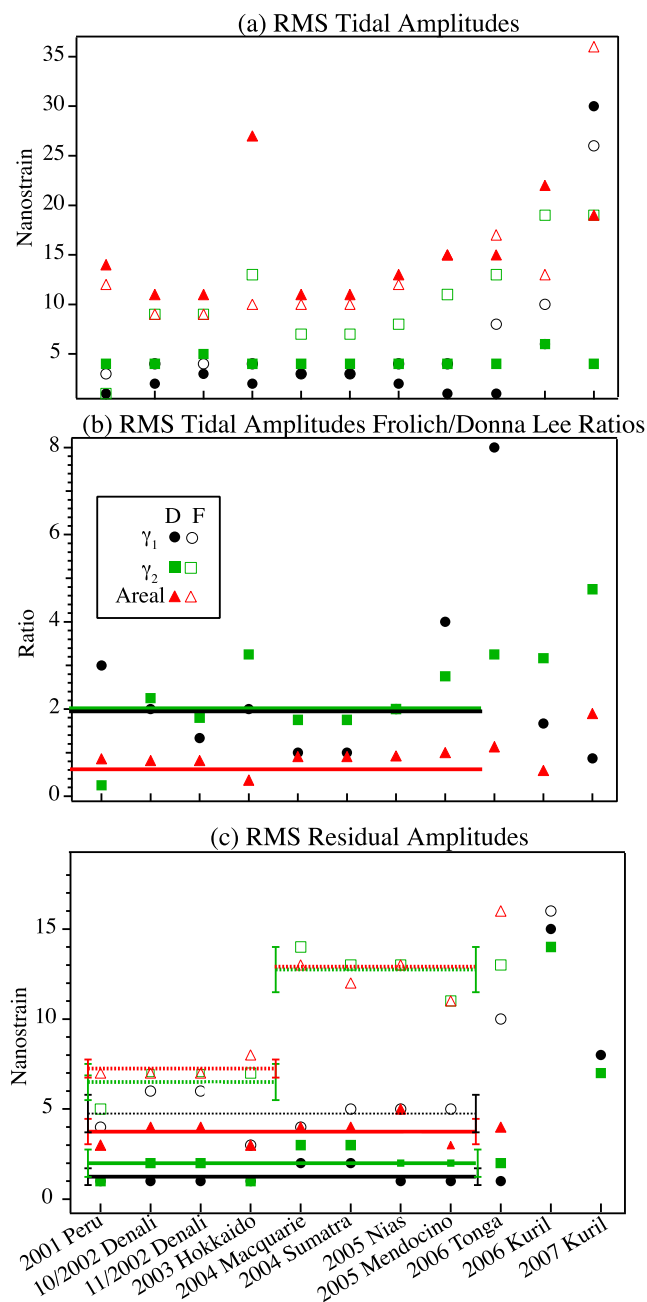 (a) RMS Tidal Amplitudes
35
30
25
20
15
10
5
Nanostrain
(b) RMS Tidal Amplitudes Frolich/Donna Lee Ratios
8
6
4
2
0
Ratio
D F
γ1
γ2
Areal
(c) RMS Residual Amplitudes
15
10
5
0
Nanostrain
2001 Peru
10/2002 Denali
11/2002 Denali
2003 Hokkaido
2004 Macquarie
2004 Sumatra
2005 Nias
2005 Mendocino
2006 Tonga
2006 Kuril
2007 Kuril